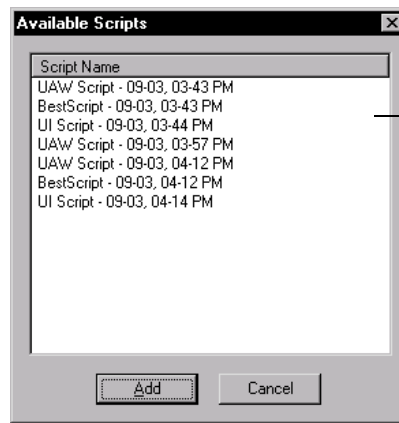 Available Scripts
Script Name
UAW Script - 09-03, 03-43 PM
BestScript - 09-03, 03-43 PM
UI Script - 09-03, 03-44 PM
UAW Script - 09-03, 03-57 PM
UAW Script - 09-03, 04-12 PM
BestScript - 09-03, 04-12 PM
UI Script - 09-03, 04-14 PM
Add Cancel